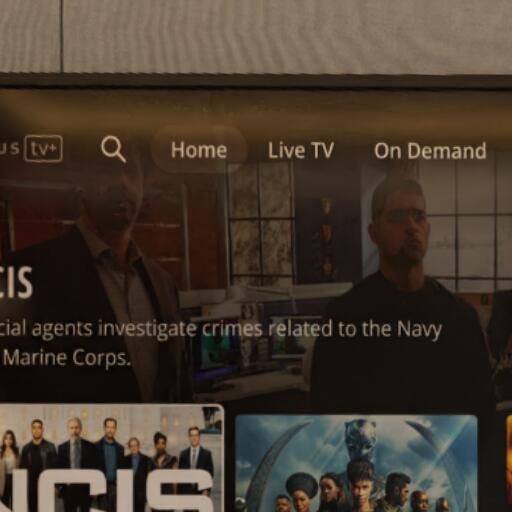 us tv+
Home
Live TV
On Demand
CIS
cial agents investigate crimes related to the Navy
Marine Corps.
NCIS